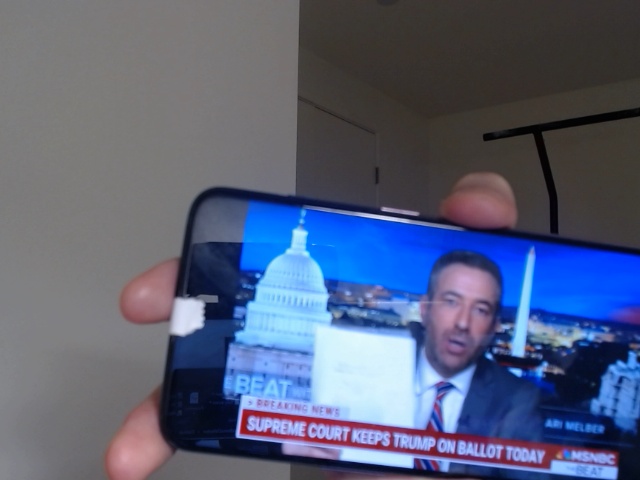 BEAT
BREAKING NEWS
SUPREME COURT KEEPS TRUMP ON BALLOT TODAY
ARI MELBER
MSNBC
BEAT